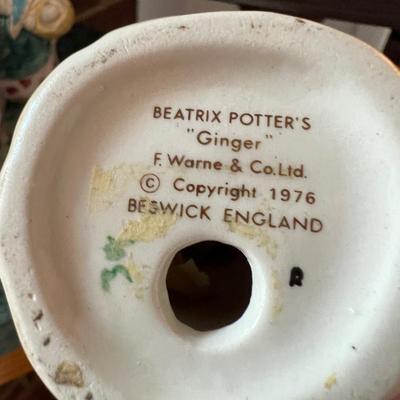 BEATRIX POTTER'S
"Ginger"
F. Warne & Co. Ltd.
© Copyright 1976
BESWICK ENGLAND
R